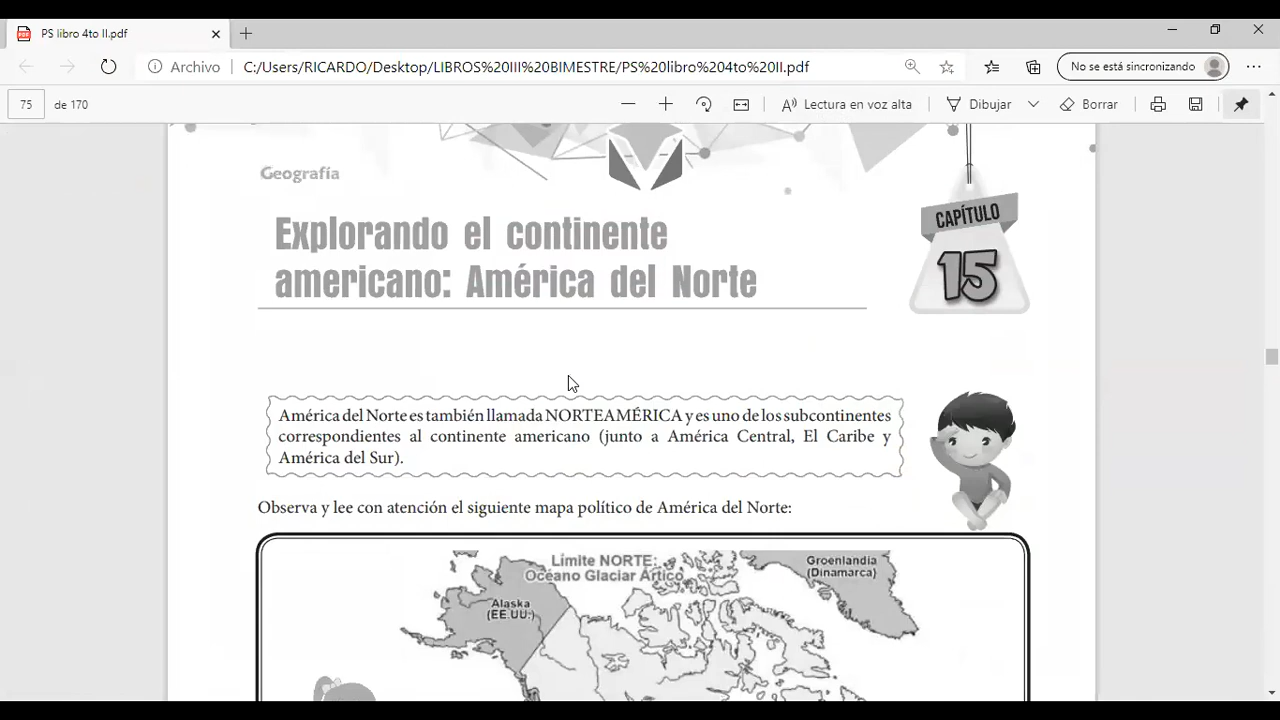 PS libro 4to II.pdf
Archivo
C:/Users/RICARDO/Desktop/LIBROS%20III%20BIMESTRE/PS%20libro%204to%20II.pdf
No se está sincronizando
75
de 170
Lectura en voz alta
Dibujar
Borrar
Geografía
CAPÍTULO
15
Explorando el continente
americano: América del Norte
América del Norte es también llamada NORTEAMÉRICA y es uno de los subcontinentes
correspondientes al continente americano (junto a América Central, El Caribe y
América del Sur).
Observa y lee con atención el siguiente mapa político de América del Norte:
Límite NORTE:
Océano Glaciar Ártico
Groenlandia
(Dinamarca)
Alaska
(EE.UU.)